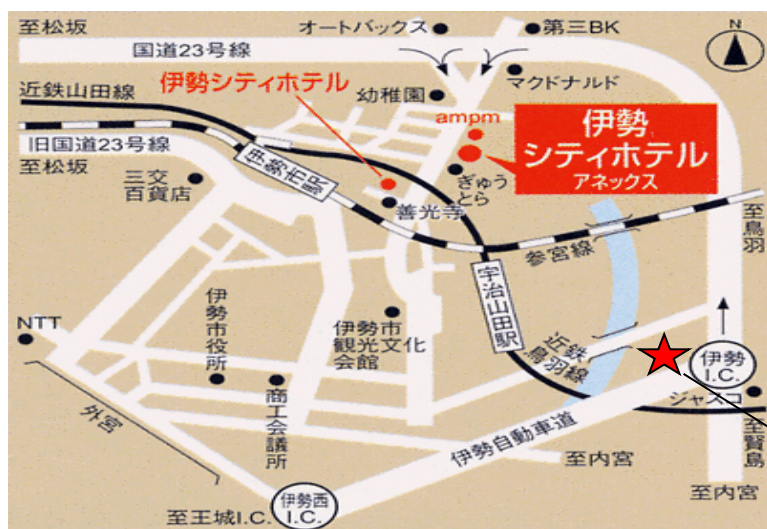 至松坂
国道23号線
オートバックス
第三BK
N
近鉄山田線
伊勢シティホテル
幼稚園
マクドナルド
ampm
伊勢
シティホテル
アネックス
旧国道23号線
至松坂
伊勢市駅
三交
百貨店
ぎゅう
とら
善光寺
参宮線
至鳥羽
宇治山田駅
NTT
伊勢市役所
伊勢市
観光文化
会館
近鉄
鳥羽線
伊勢
I.C.
ジャスコ
商工会議所
外宮
伊勢自動車道
至内宮
至賢島
至内宮
至玉城I.C.
伊勢西
I.C.